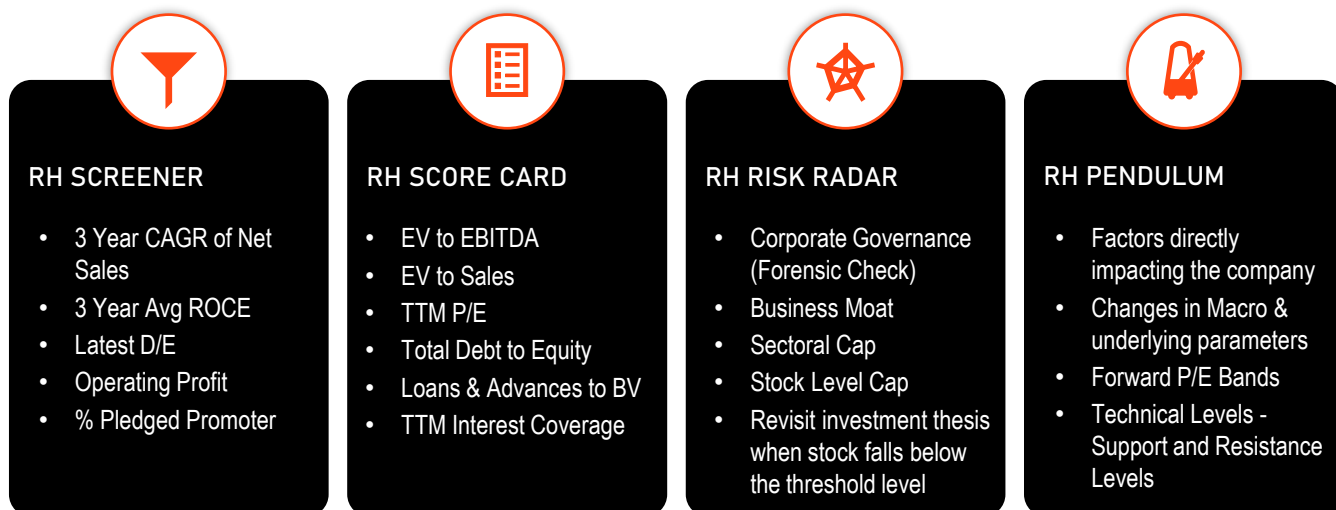 RH SCREENER
• 3 Year CAGR of Net
Sales
• 3 Year Avg ROCE
• Latest D/E
• Operating Profit
• % Pledged Promoter
RH SCORE CARD
• EV to EBITDA
• EV to Sales
• TTM P/E
• Total Debt to Equity
• Loans & Advances to BV
• TTM Interest Coverage
RH RISK RADAR
• Corporate Governance
(Forensic Check)
• Business Moat
• Sectoral Cap
• Stock Level Cap
• Revisit investment thesis
when stock falls below
the threshold level
RH PENDULUM
• Factors directly
impacting the company
• Changes in Macro &
underlying parameters
• Forward P/E Bands
• Technical Levels -
Support and Resistance
Levels